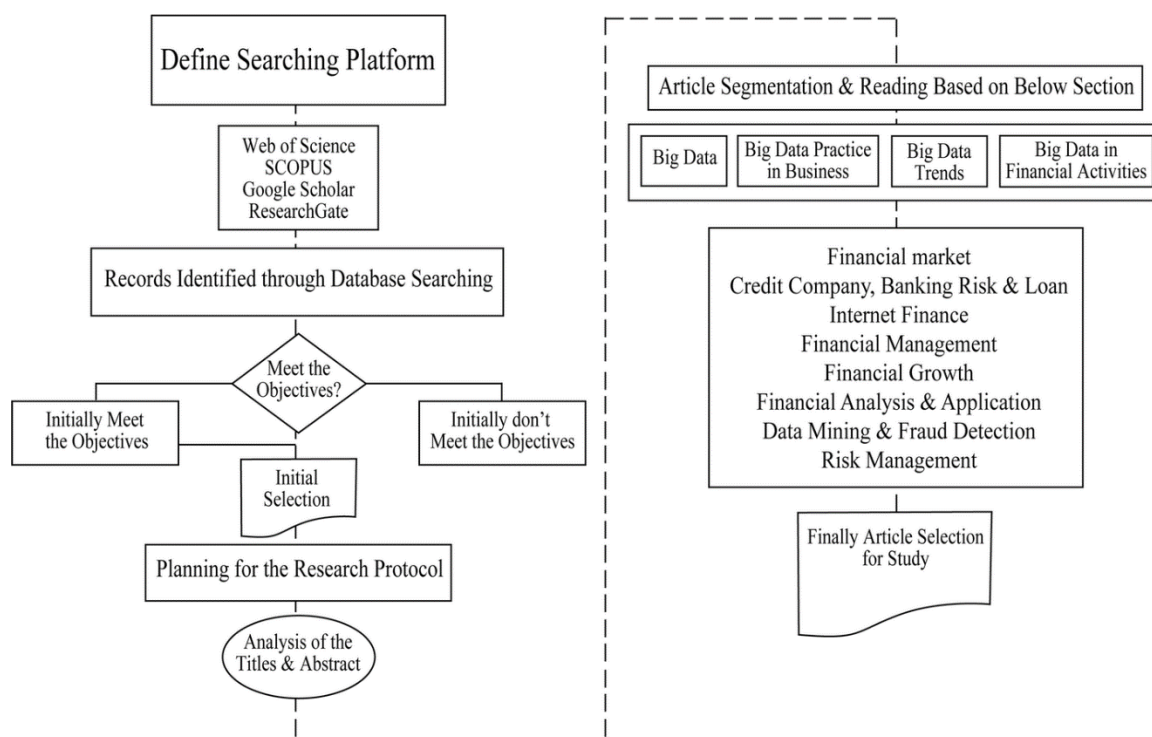 Define Searching Platform
Web of Science
SCOPUS
Google Scholar
ResearchGate
Records Identified through Database Searching
Meet the
Objectives?
Initially Meet
the Objectives
Initially don’t
Meet the Objectives
Initial
Selection
Planning for the Research Protocol
Analysis of the
Titles & Abstract
Article Segmentation & Reading Based on Below Section
Big Data
Big Data Practice
in Business
Big Data
Trends
Big Data in
Financial Activities
Financial market
Credit Company, Banking Risk & Loan
Internet Finance
Financial Management
Financial Growth
Financial Analysis & Application
Data Mining & Fraud Detection
Risk Management
Finally Article Selection
for Study